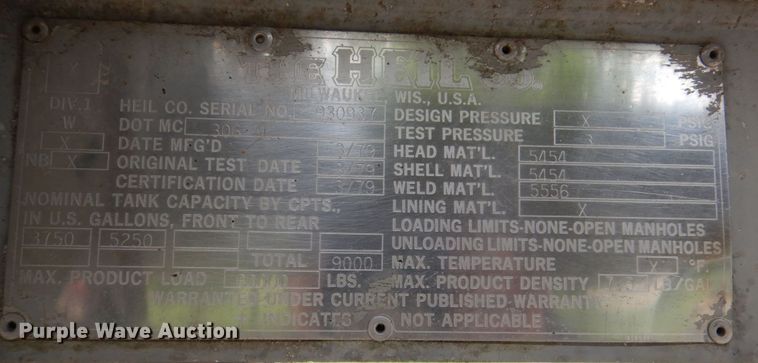 THE HEIL CO.
MILWAUKEE, WIS., U.S.A.
DIV.1
HEIL CO. SERIAL NO. 930937
DESIGN PRESSURE X PSIG
W
DOT MC 306 AL
TEST PRESSURE 3 PSIG
X
DATE MFG'D 3/79
HEAD MAT'L. 5454
NB X
ORIGINAL TEST DATE 3/79
SHELL MAT'L. 5454
CERTIFICATION DATE 3/79
WELD MAT'L. 5556
NOMINAL TANK CAPACITY BY CPTS.,
LINING MAT'L. X
IN U.S. GALLONS, FRONT TO REAR
LOADING LIMITS-NONE-OPEN MANHOLES
3750 5250
UNLOADING LIMITS-NONE-OPEN MANHOLES
TOTAL 9000
MAX. TEMPERATURE X °F.
MAX. PRODUCT LOAD LBS.
MAX. PRODUCT DENSITY LB/GAL
WARRANTED UNDER CURRENT PUBLISHED WARRANTY
INDICATES NOT APPLICABLE
Purple Wave Auction